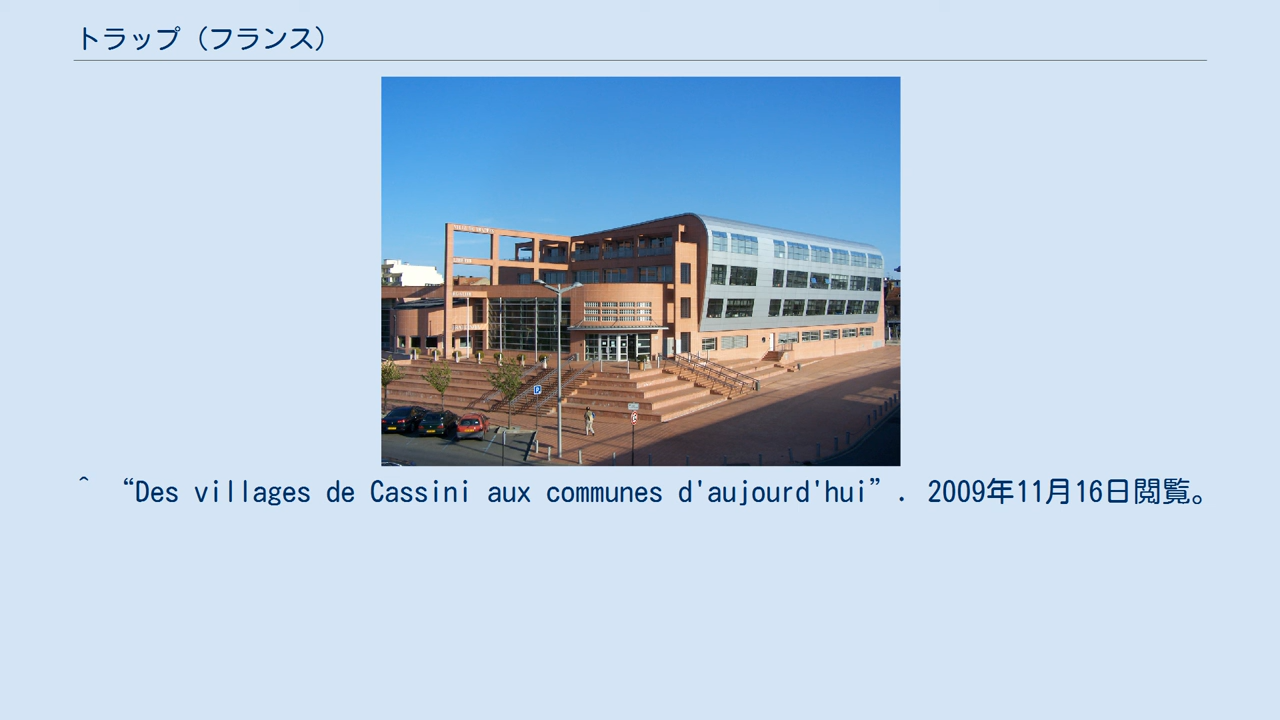 トラップ（フランス）
^ “Des villages de Cassini aux communes d'aujourd'hui”. 2009年11月16日閲覧。